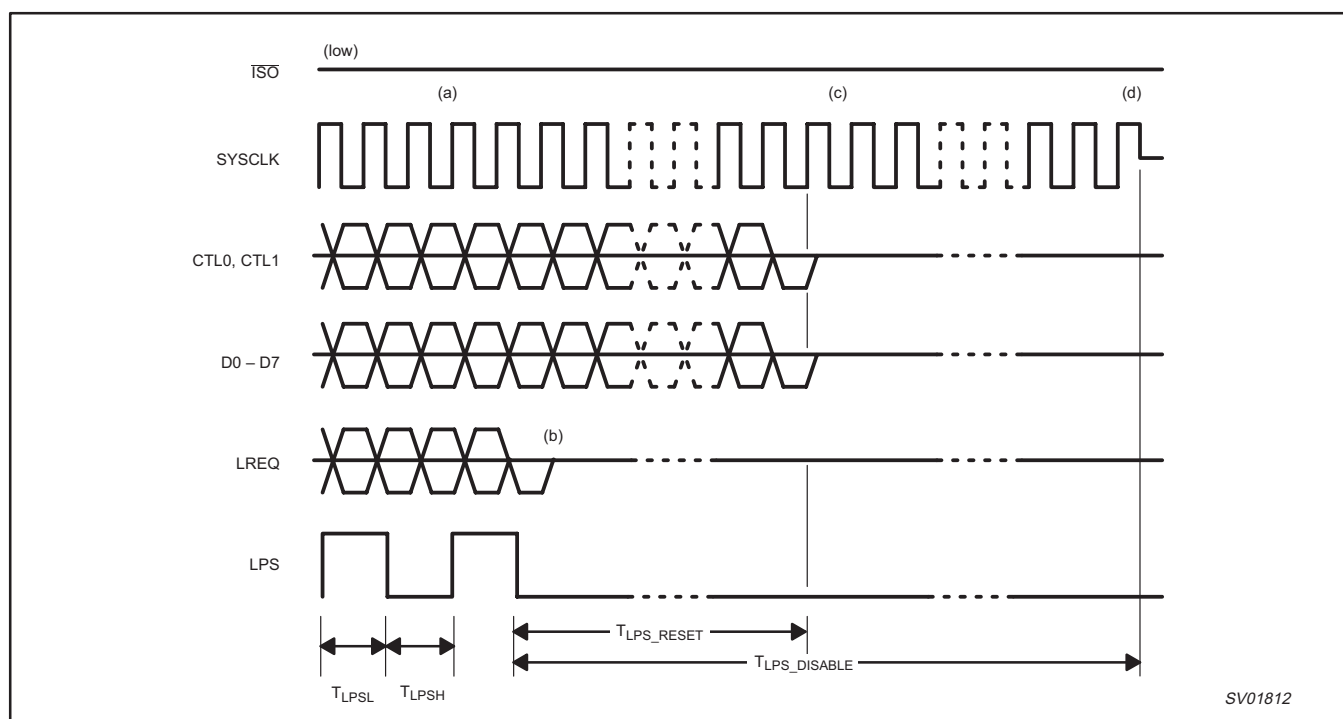 (low)
ISO
(a) (c) (d)
SYSCLK
CTL0, CTL1
D0 – D7
(b)
LREQ
LPS
TLPS_RESET
TLPS_DISABLE
TLPSL TLPSH
SV01812